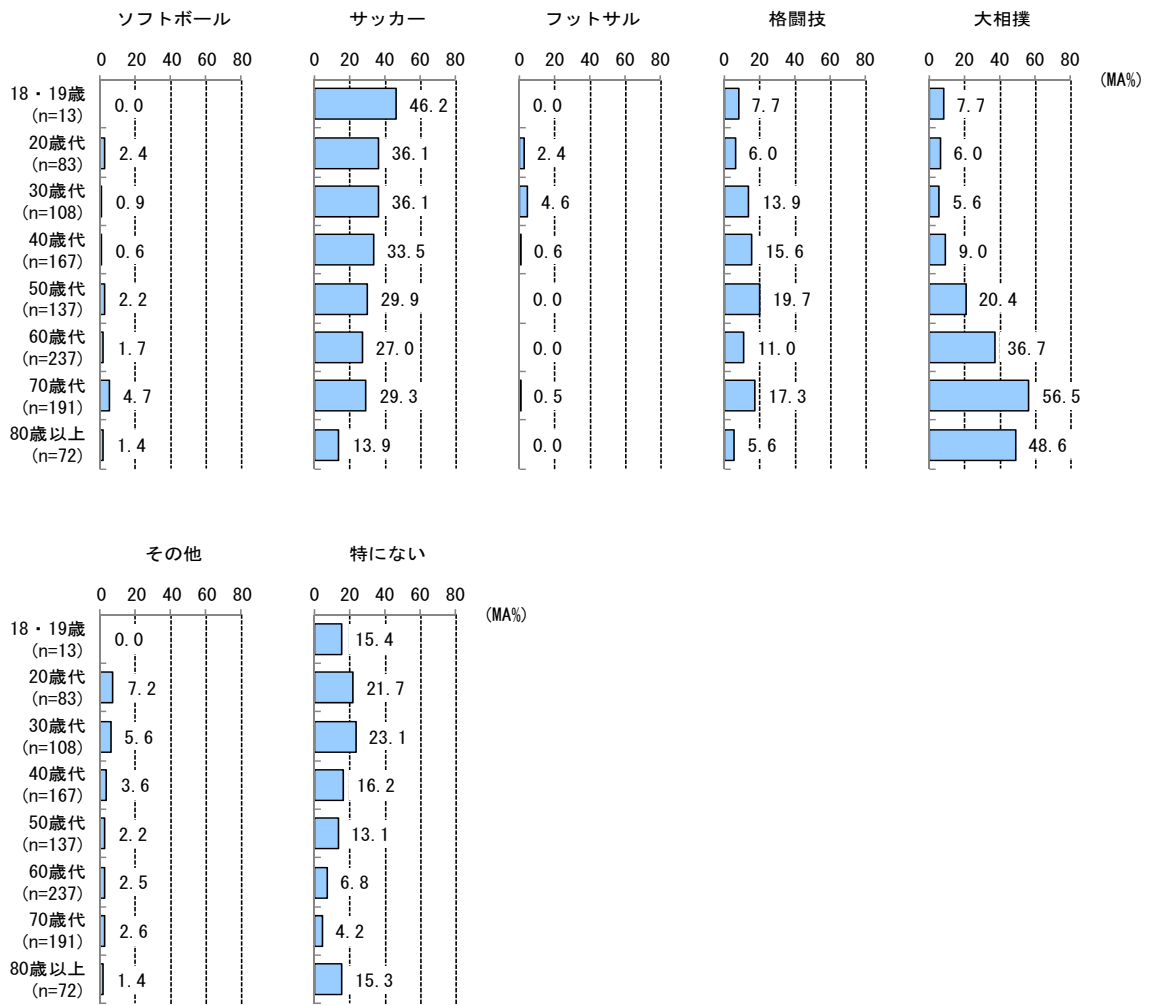 ソフトボール サッカー フットサル 格闘技 大相撲
0 20 40 60 80 0 20 40 60 80 0 20 40 60 80 0 20 40 60 80 0 20 40 60 80
(MA%)
18・19歳
(n=13)
0.0 46.2 0.0 7.7 7.7
20歳代
(n=83)
2.4 36.1 2.4 6.0 6.0
30歳代
(n=108)
0.9 36.1 4.6 13.9 5.6
40歳代
(n=167)
0.6 33.5 0.6 15.6 9.0
50歳代
(n=137)
2.2 29.9 0.0 19.7 20.4
60歳代
(n=237)
1.7 27.0 0.0 11.0 36.7
70歳代
(n=191)
4.7 29.3 0.5 17.3 56.5
80歳以上
(n=72)
1.4 13.9 0.0 5.6 48.6
その他 特にない
0 20 40 60 80 0 20 40 60 80
(MA%)
18・19歳
(n=13)
0.0 15.4
20歳代
(n=83)
7.2 21.7
30歳代
(n=108)
5.6 23.1
40歳代
(n=167)
3.6 16.2
50歳代
(n=137)
2.2 13.1
60歳代
(n=237)
2.5 6.8
70歳代
(n=191)
2.6 4.2
80歳以上
(n=72)
1.4 15.3